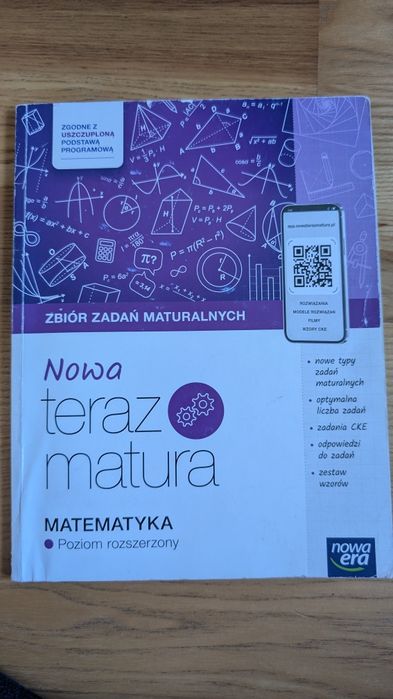 ZGODNE Z
USZCZUPLONĄ
PODSTAWĄ
PROGRAMOWĄ
ZBIÓR ZADAŃ MATURALNYCH
ROZWIĄZANIA
MODELE ROZWIĄZAŃ
FILMY
WZORY CKE
Nowa
teraz
matura
MATEMATYKA
• Poziom rozszerzony
• nowe typy
zadań
maturalnych
• optymalna
liczba zadań
• zadania CKE
• odpowiedzi
do zadań
• zestaw
wzorów
nowa
era